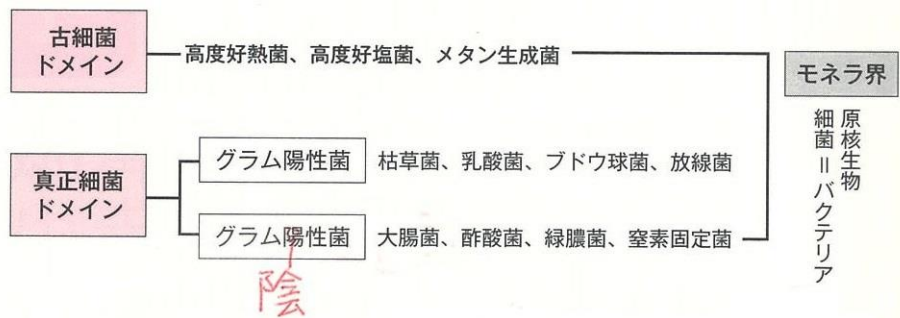 古細菌
ドメイン
高度好熱菌、高度好塩菌、メタン生成菌
モネラ界
原核生物
細菌＝バクテリア
真正細菌
ドメイン
グラム陽性菌
枯草菌、乳酸菌、ブドウ球菌、放線菌
グラム陽性菌
大腸菌、酢酸菌、緑膿菌、窒素固定菌
陰